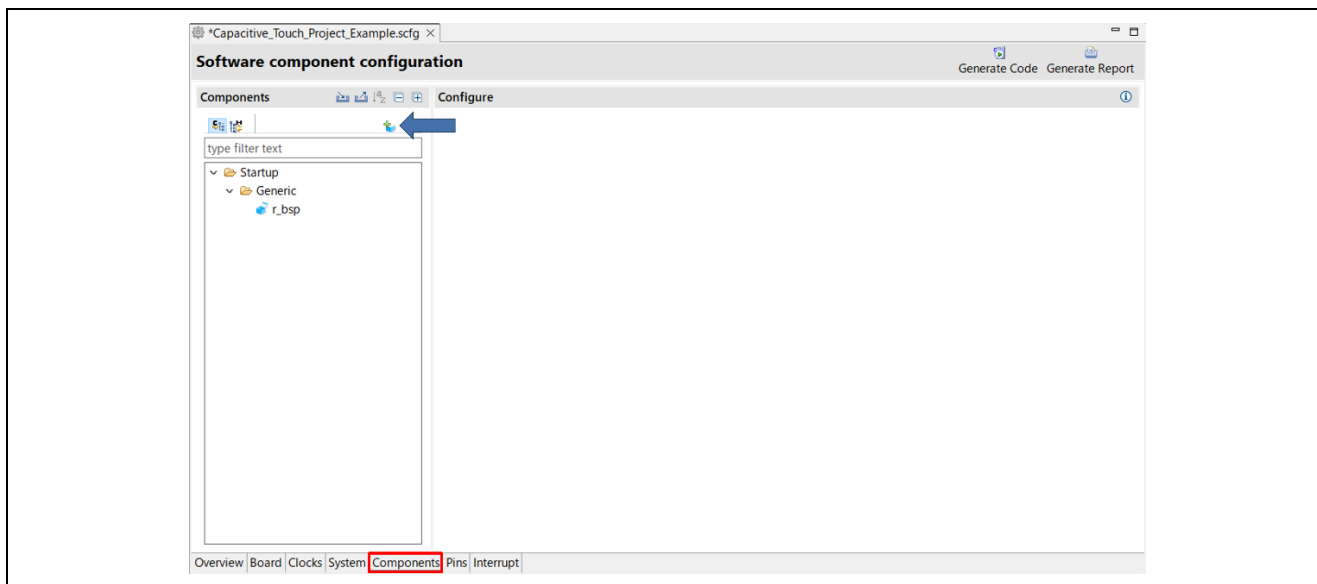 *Capacitive_Touch_Project_Example.scfg
Software component configuration
Generate Code Generate Report
Components Configure
type filter text
Startup
Generic
r_bsp
Overview Board Clocks System Components Pins Interrupt